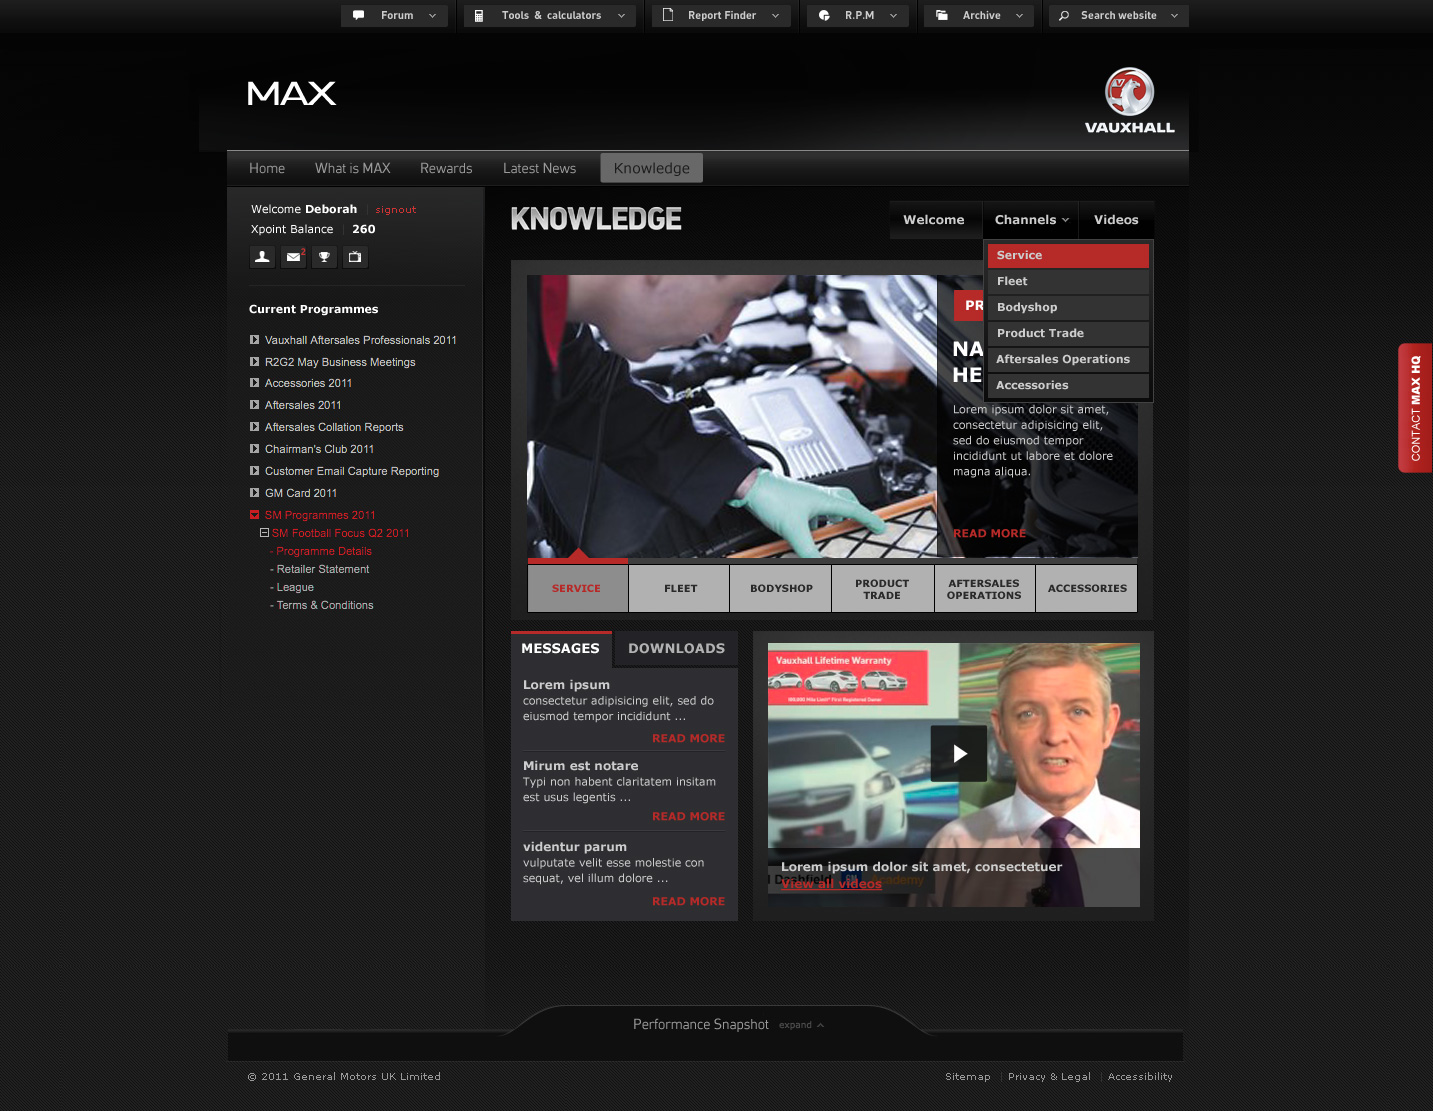 Forum
Tools & calculators
Report Finder
R.P.M
Archive
Search website
MAX
VAUXHALL
Home
What is MAX
Rewards
Latest News
Knowledge
Welcome Deborah
signout
Xpoint Balance
260
2
Current Programmes
Vauxhall Aftersales Professionals 2011
R2G2 May Business Meetings
Accessories 2011
Aftersales 2011
Aftersales Collation Reports
Chairman's Club 2011
Customer Email Capture Reporting
GM Card 2011
SM Programmes 2011
SM Football Focus Q2 2011
- Programme Details
- Retailer Statement
- League
- Terms & Conditions
KNOWLEDGE
Welcome
Channels
Videos
Service
Fleet
Bodyshop
Product Trade
Aftersales Operations
Accessories
PR
NA
HE
Lorem ipsum dolor sit amet,
consectetur adipisicing elit,
sed do eiusmod tempor
incididunt ut labore et dolore
magna aliqua.
READ MORE
SERVICE
FLEET
BODYSHOP
PRODUCT
TRADE
AFTERSALES
OPERATIONS
ACCESSORIES
CONTACT MAX HQ
MESSAGES
DOWNLOADS
Lorem ipsum
consectetur adipisicing elit, sed do
eiusmod tempor incididunt ...
READ MORE
Mirum est notare
Typi non habent claritatem insitam
est usus legentis ...
READ MORE
videntur parum
vulputate velit esse molestie con
sequat, vel illum dolore ...
READ MORE
Vauxhall Lifetime Warranty
Lorem ipsum dolor sit amet, consectetuer
View all videos
Academy
Performance Snapshot
expand
© 2011 General Motors UK Limited
Sitemap
Privacy & Legal
Accessibility